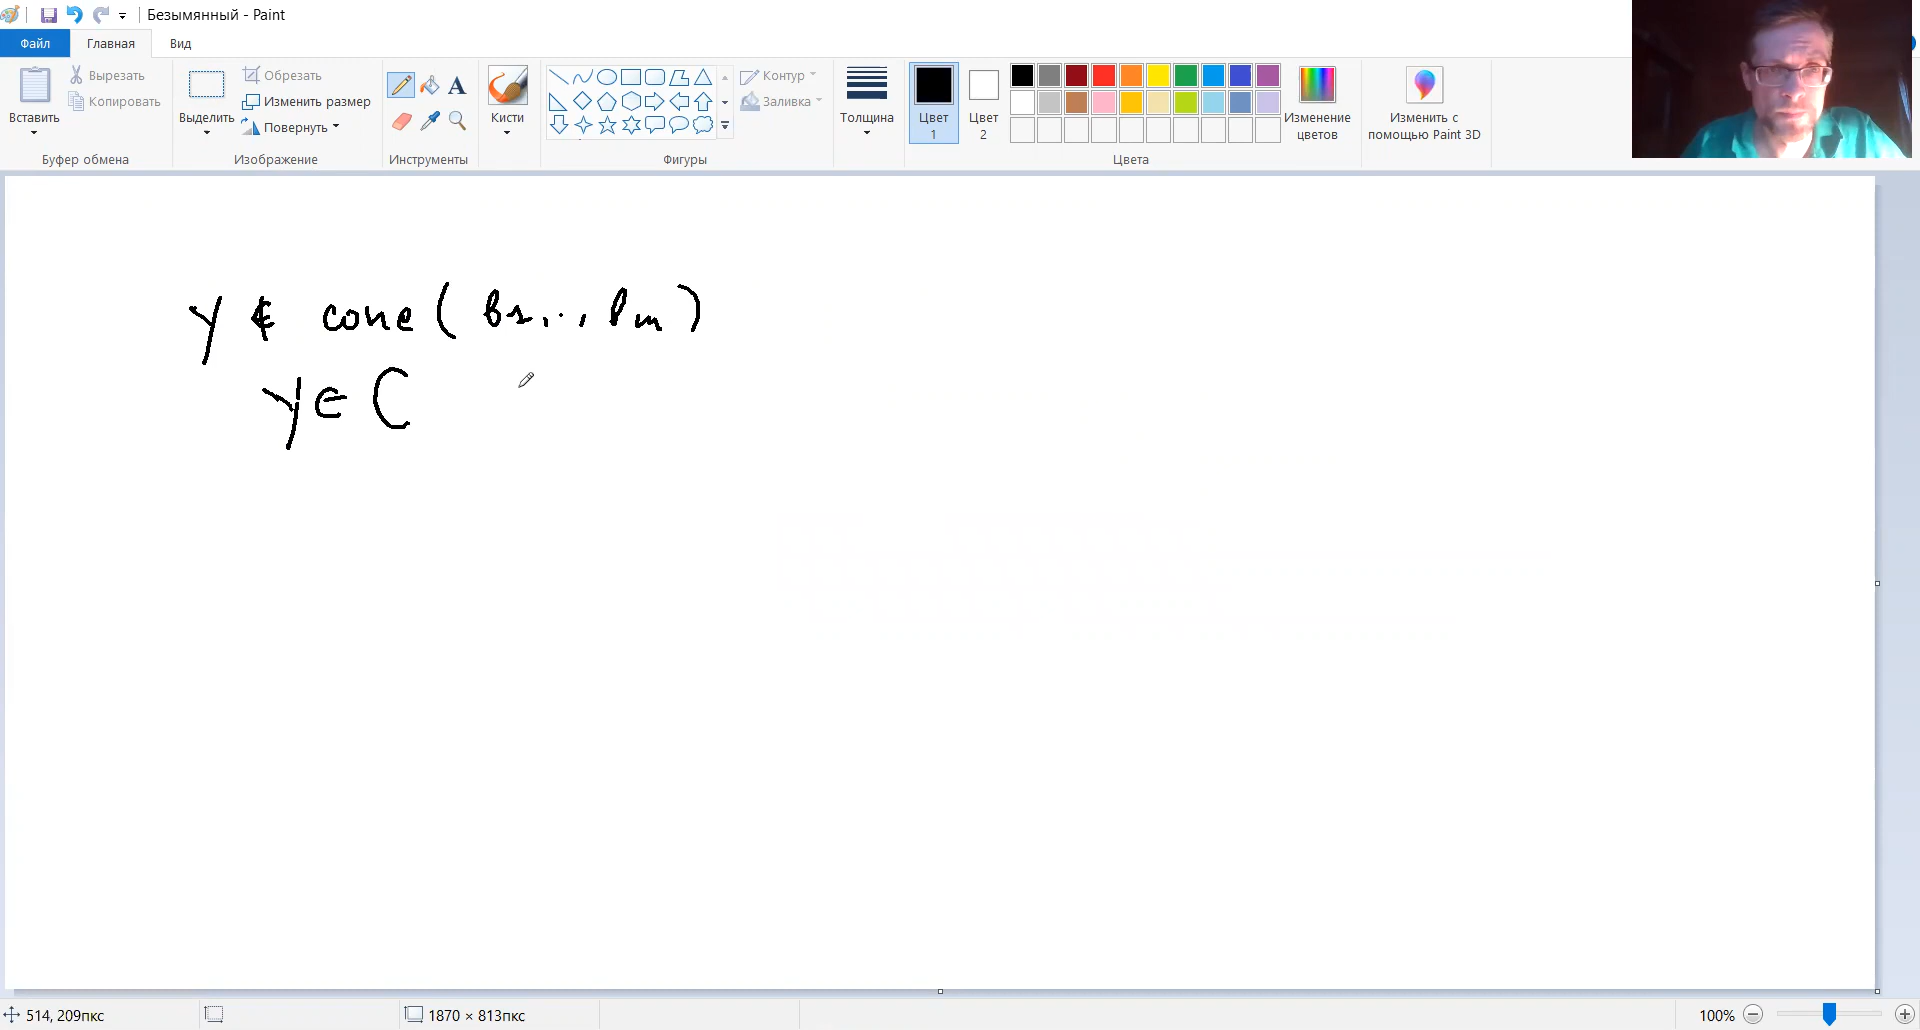 Безымянный - Paint
Файл Главная Вид
Вставить
Буфер обмена
Вырезать
Копировать
Выделить
Обрезать
Изменить размер
Повернуть
Изображение
Инструменты
Кисти
Фигуры
Контур
Заливка
Толщина
Цвет
1
Цвет
2
Цвета
Изменение
цветов
Изменить с
помощью Paint 3D
y ∉ cone ( b1, .., bm )
y ∈ C
514, 209пкс
1870 × 813пкс
100%